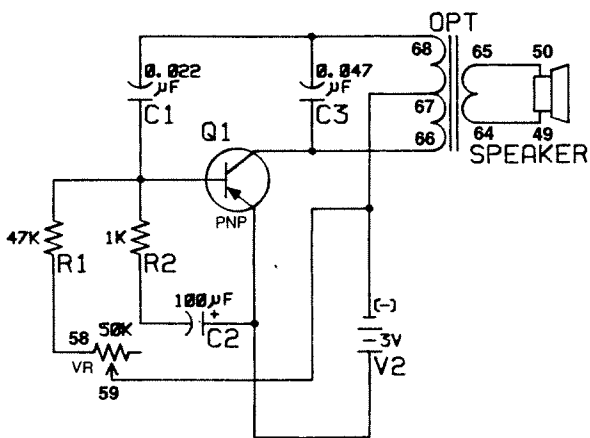 OPT
68
65
50
0.022
µF
C1
0.047
µF
C3
67
66
64
49
SPEAKER
Q1
PNP
47K
R1
1K
R2
100µF
+
C2
58
50K
VR
59
(-)
-3V
V2